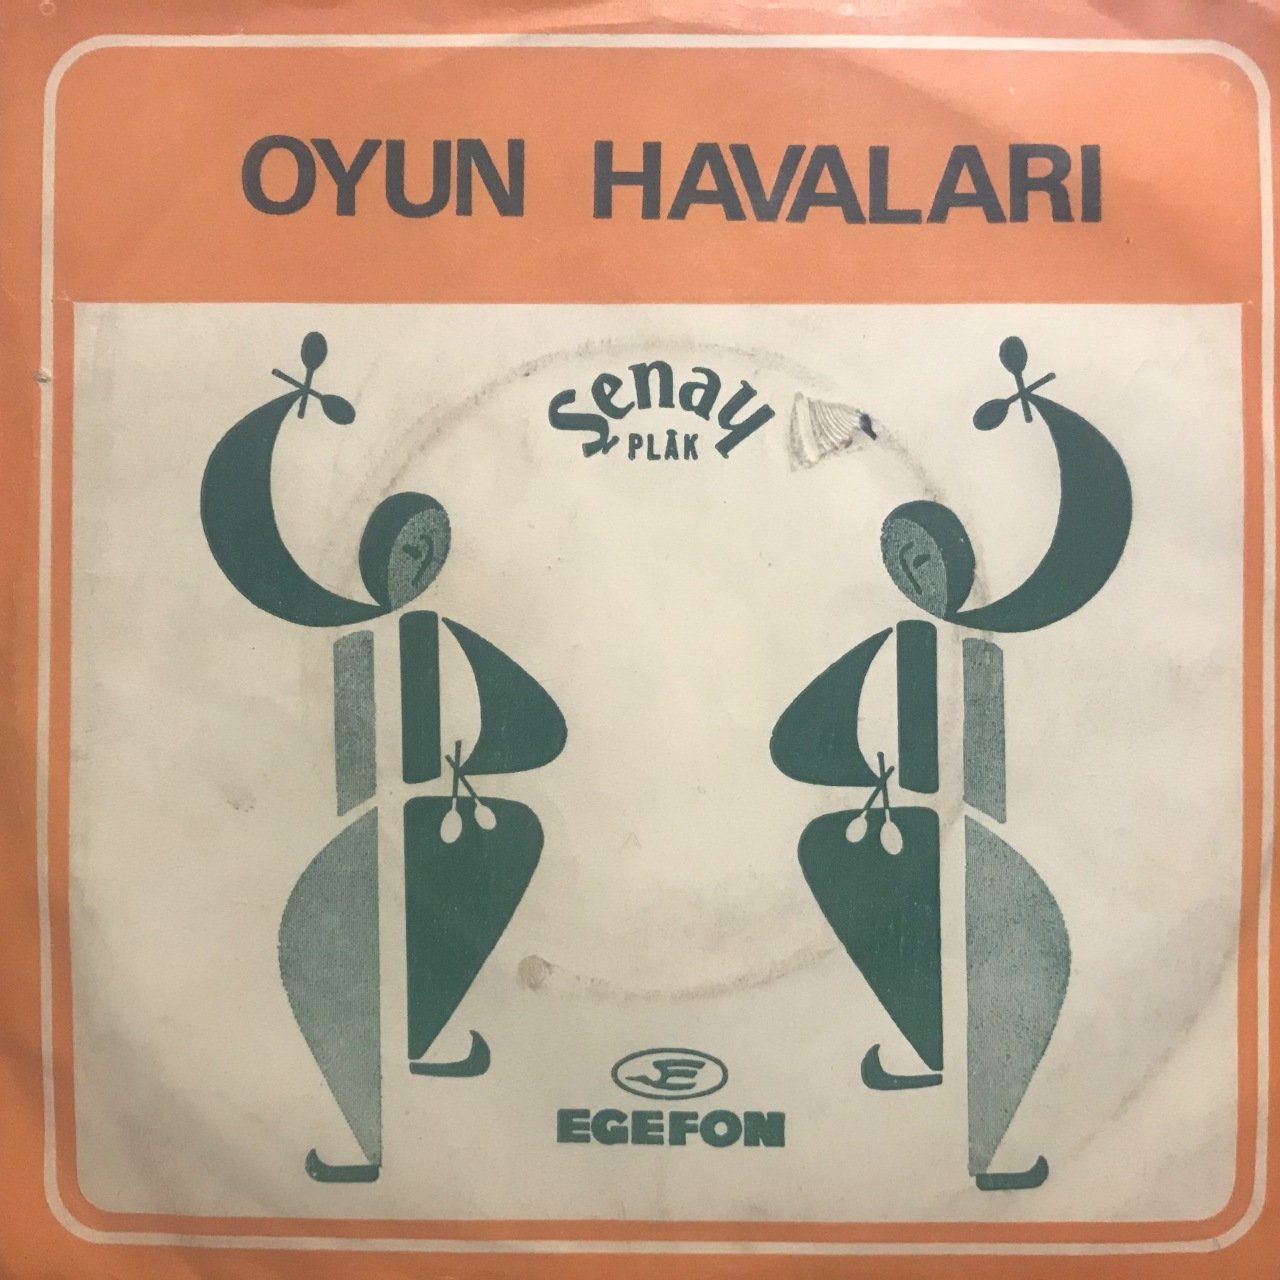 OYUN HAVALARI
Şenay
PLÂK
E
EGEFON